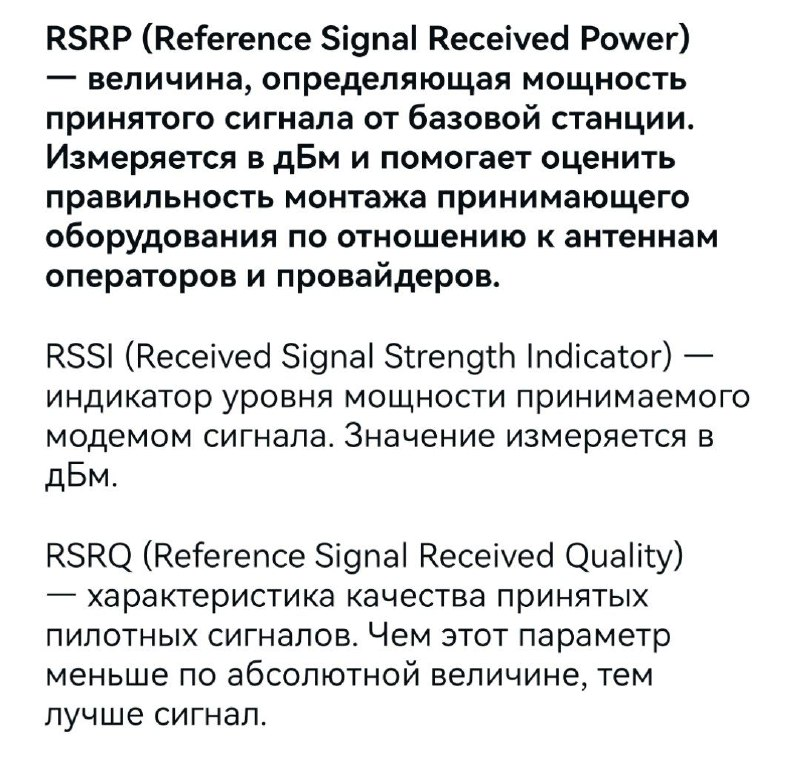 RSRP (Reference Signal Received Power)
— величина, определяющая мощность
принятого сигнала от базовой станции.
Измеряется в дБм и помогает оценить
правильность монтажа принимающего
оборудования по отношению к антеннам
операторов и провайдеров.
RSSI (Received Signal Strength Indicator) —
индикатор уровня мощности принимаемого
модемом сигнала. Значение измеряется в
дБм.
RSRQ (Reference Signal Received Quality)
— характеристика качества принятых
пилотных сигналов. Чем этот параметр
меньше по абсолютной величине, тем
лучше сигнал.